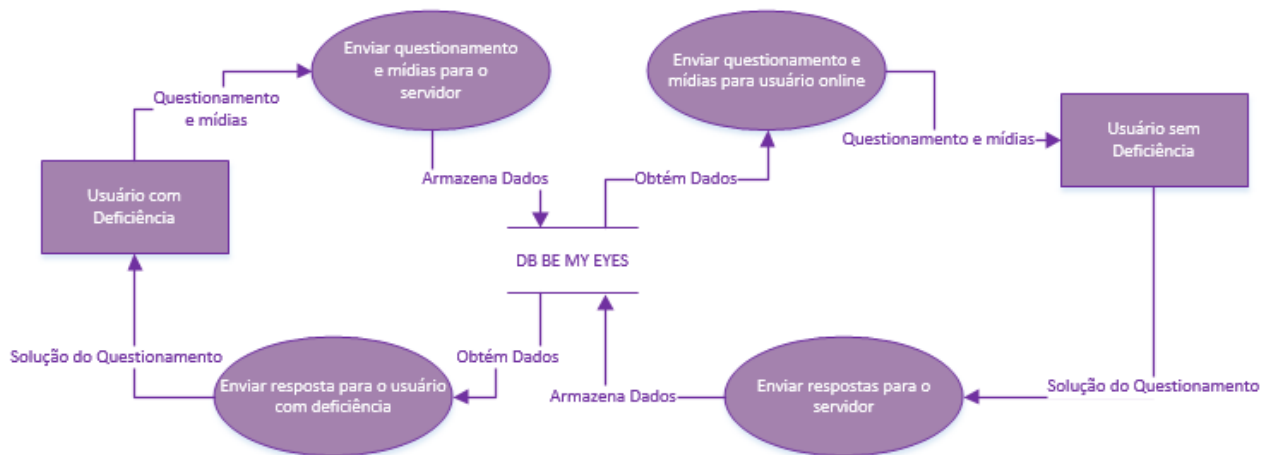 Enviar questionamento
e mídias para o
servidor
Enviar questionamento e
mídias para usuário online
Questionamento
e mídias
Questionamento e mídias
Usuário sem
Deficiência
Usuário com
Deficiência
Armazena Dados
Obtém Dados
DB BE MY EYES
Solução do Questionamento
Obtém Dados
Enviar resposta para o usuário
com deficiência
Armazena Dados
Enviar respostas para o
servidor
Solução do Questionamento